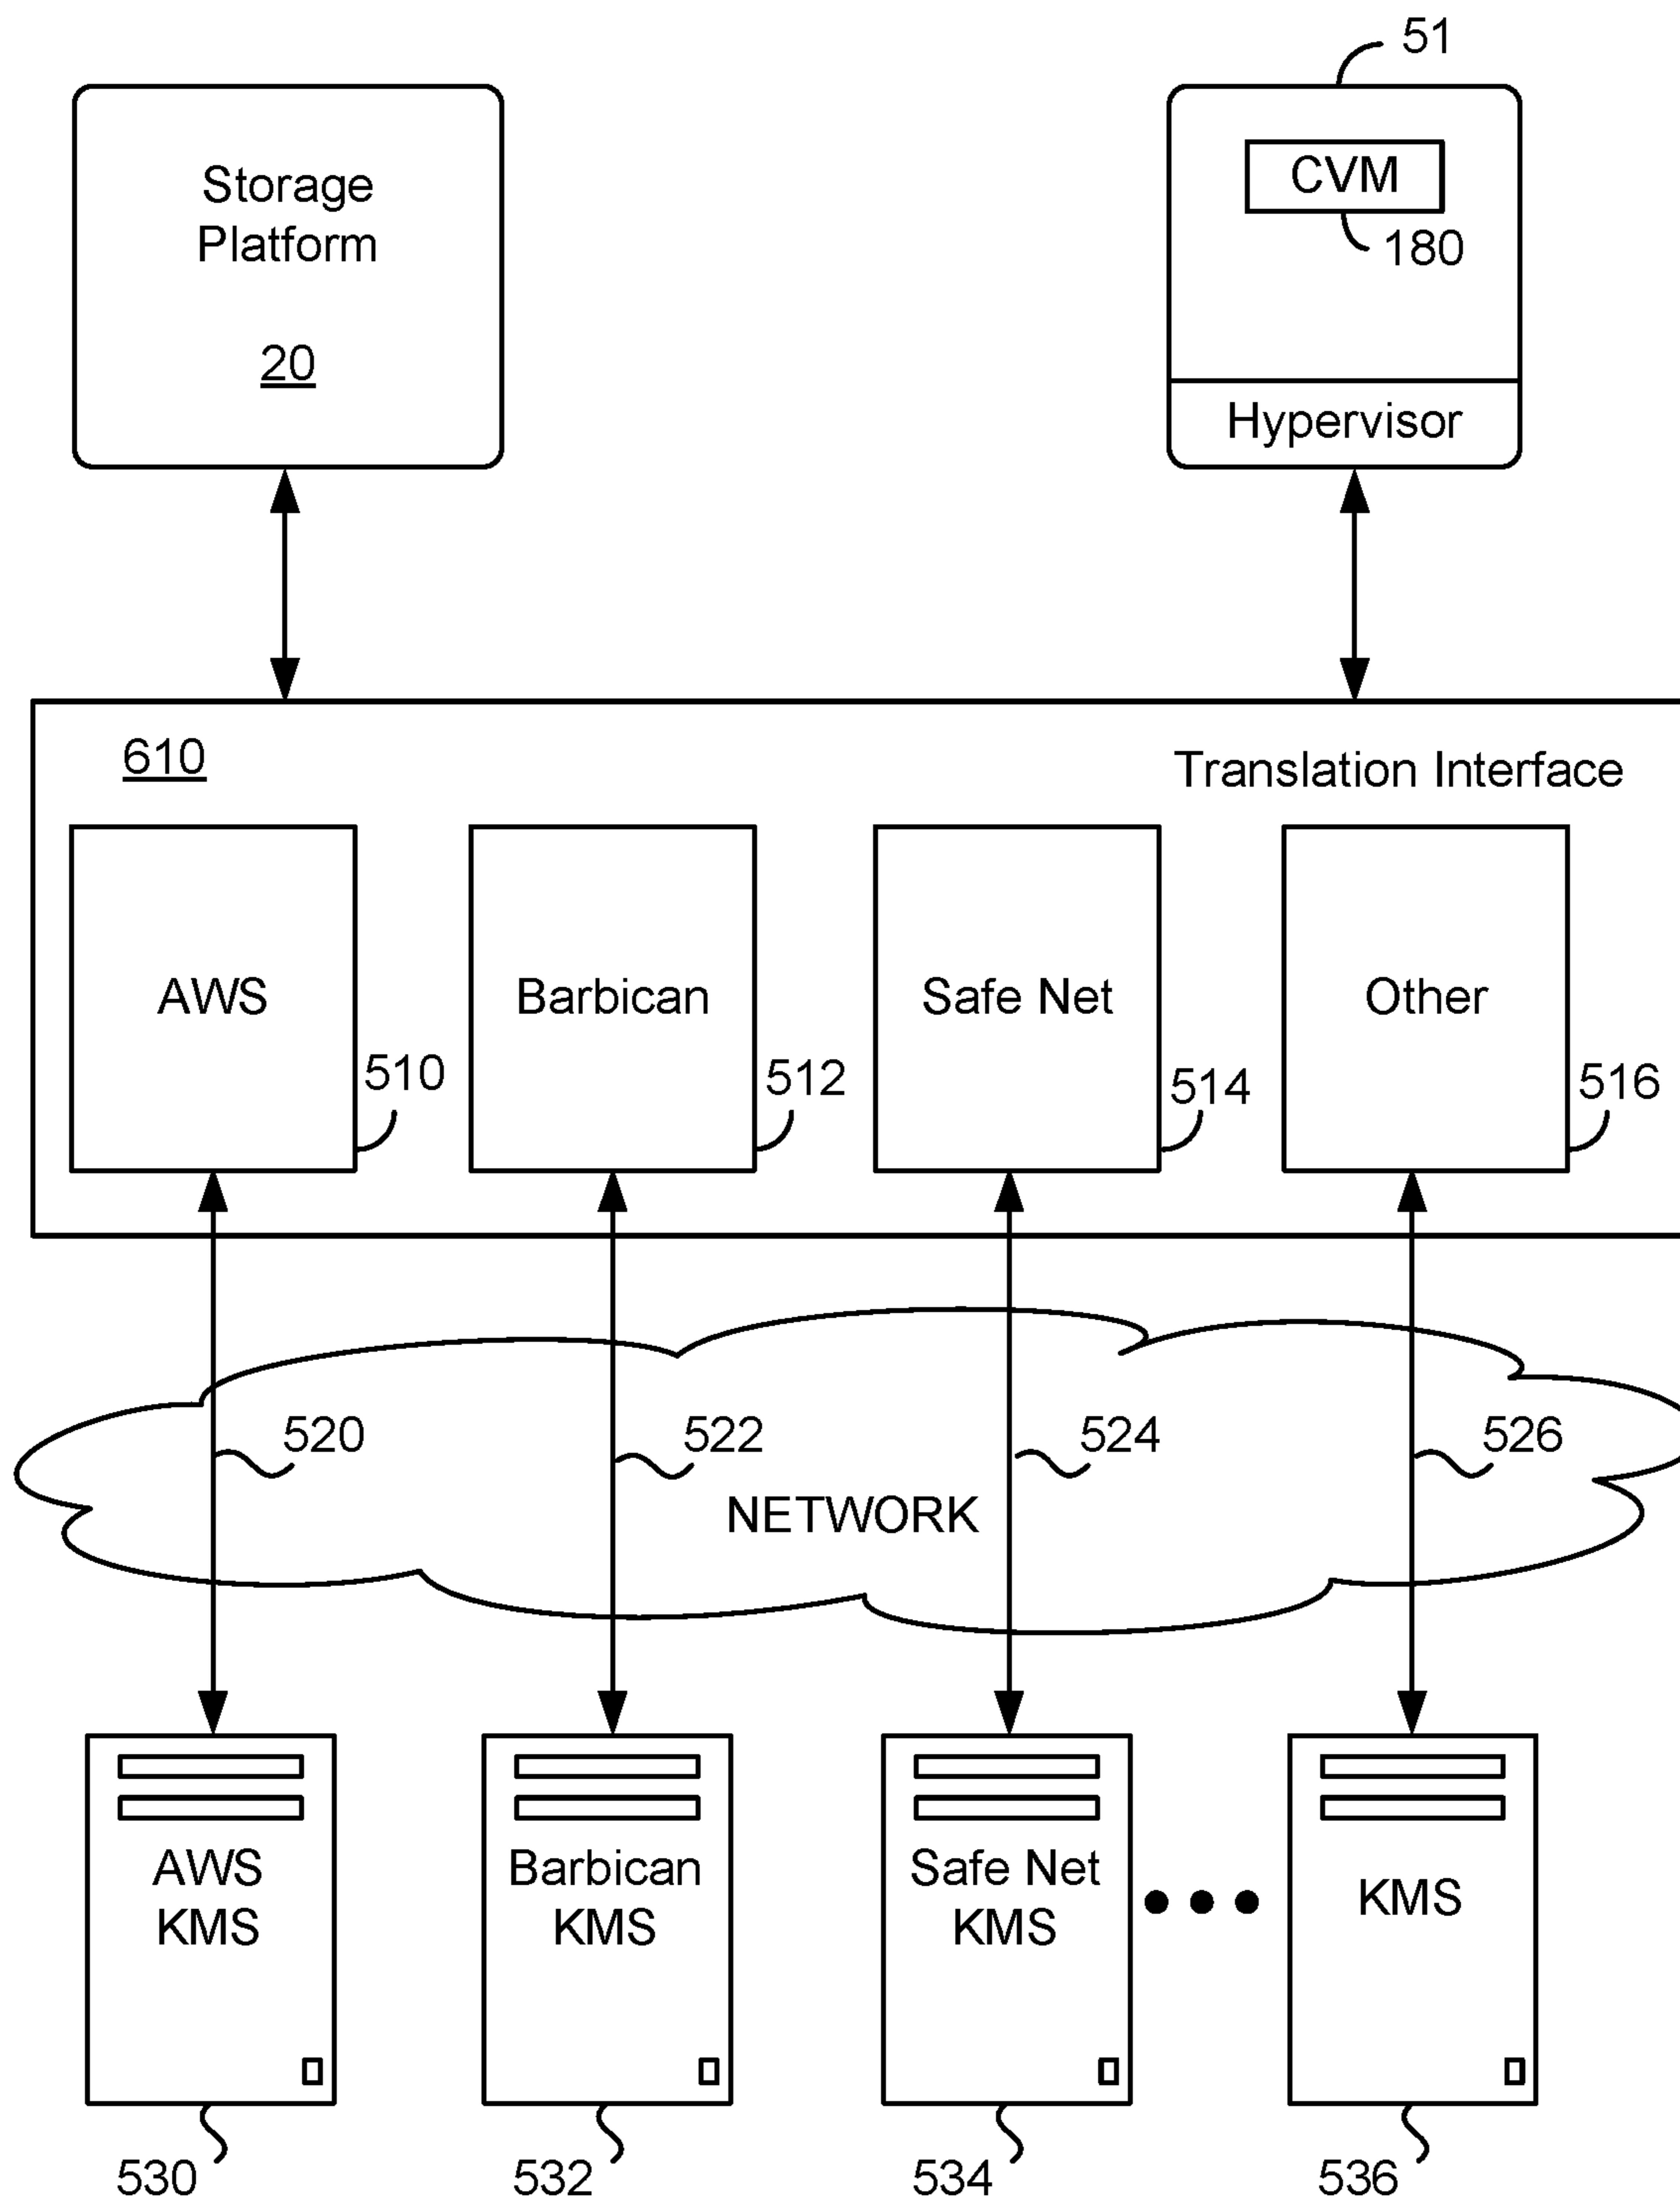 51
Storage
Platform
20
CVM
180
Hypervisor
610
Translation Interface
AWS
510
Barbican
512
Safe Net
514
Other
516
520
522
524
526
NETWORK
AWS
KMS
Barbican
KMS
Safe Net
KMS
KMS
530
532
534
536